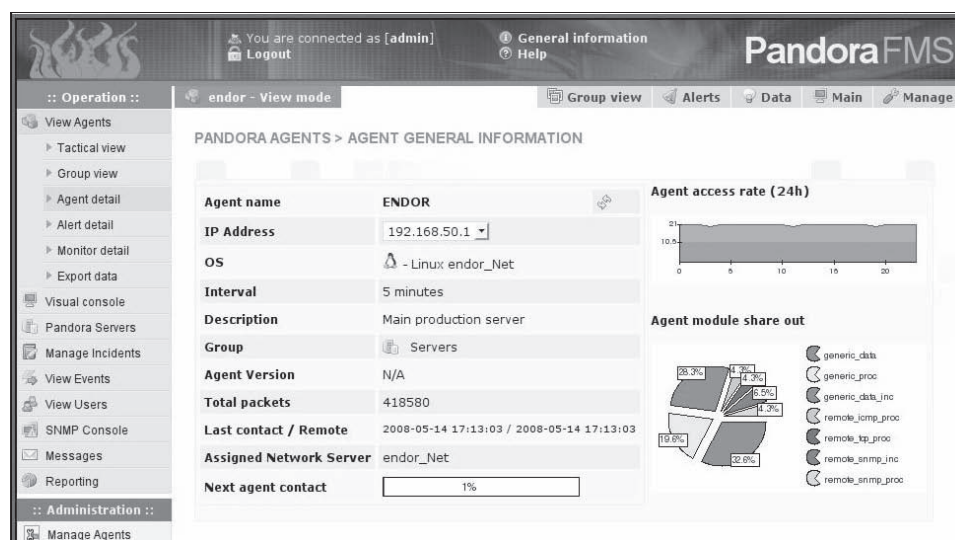 You are connected as [admin]
Logout
General information
Help
Pandora FMS
:: Operation ::
endor - View mode
Group view
Alerts
Data
Main
Manage
View Agents
Tactical view
Group view
Agent detail
Alert detail
Monitor detail
Export data
Visual console
Pandora Servers
Manage Incidents
View Events
View Users
SNMP Console
Messages
Reporting
:: Administration ::
Manage Agents
PANDORA AGENTS > AGENT GENERAL INFORMATION
Agent name ENDOR
IP Address 192.168.50.1
OS - Linux endor_Net
Interval 5 minutes
Description Main production server
Group Servers
Agent Version N/A
Total packets 418580
Last contact / Remote 2008-05-14 17:13:03 / 2008-05-14 17:13:03
Assigned Network Server endor_Net
Next agent contact 1%
Agent access rate (24h)
21
10.5
0 5 10 15 20
Agent module share out
28.3%
4.3%
4.3%
6.5%
4.3%
19.6%
32.6%
generic_data
generic_proc
generic_data_inc
remote_icmp_proc
remote_tcp_proc
remote_snmp_inc
remote_snmp_proc